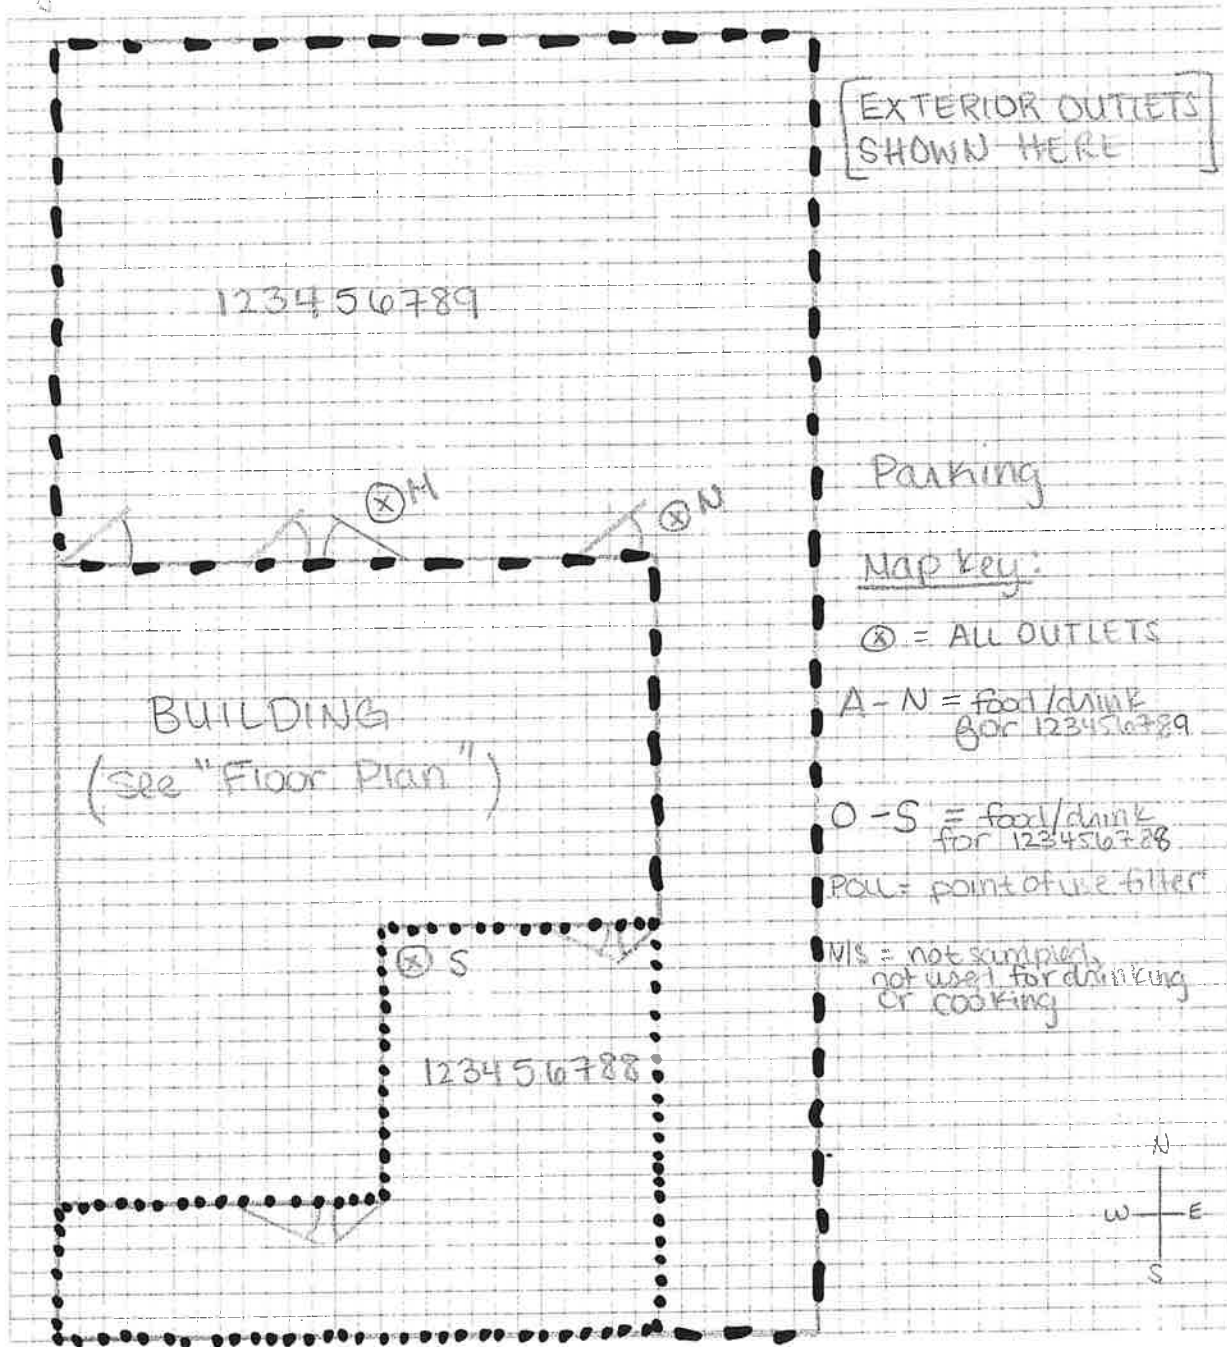 [EXTERIOR OUTLETS
SHOWN HERE]
123456789
Parking
⊗ M
⊗ N
Map Key:
⊗ = ALL OUTLETS
BUILDING
(see "Floor Plan")
A-N = food/drink
for 123456789
O-S = food/drink
for 123456788
POU = point of use filter
N/S = not sampled,
not used for drinking
or cooking
⊗ S
123456788
N
W E
S